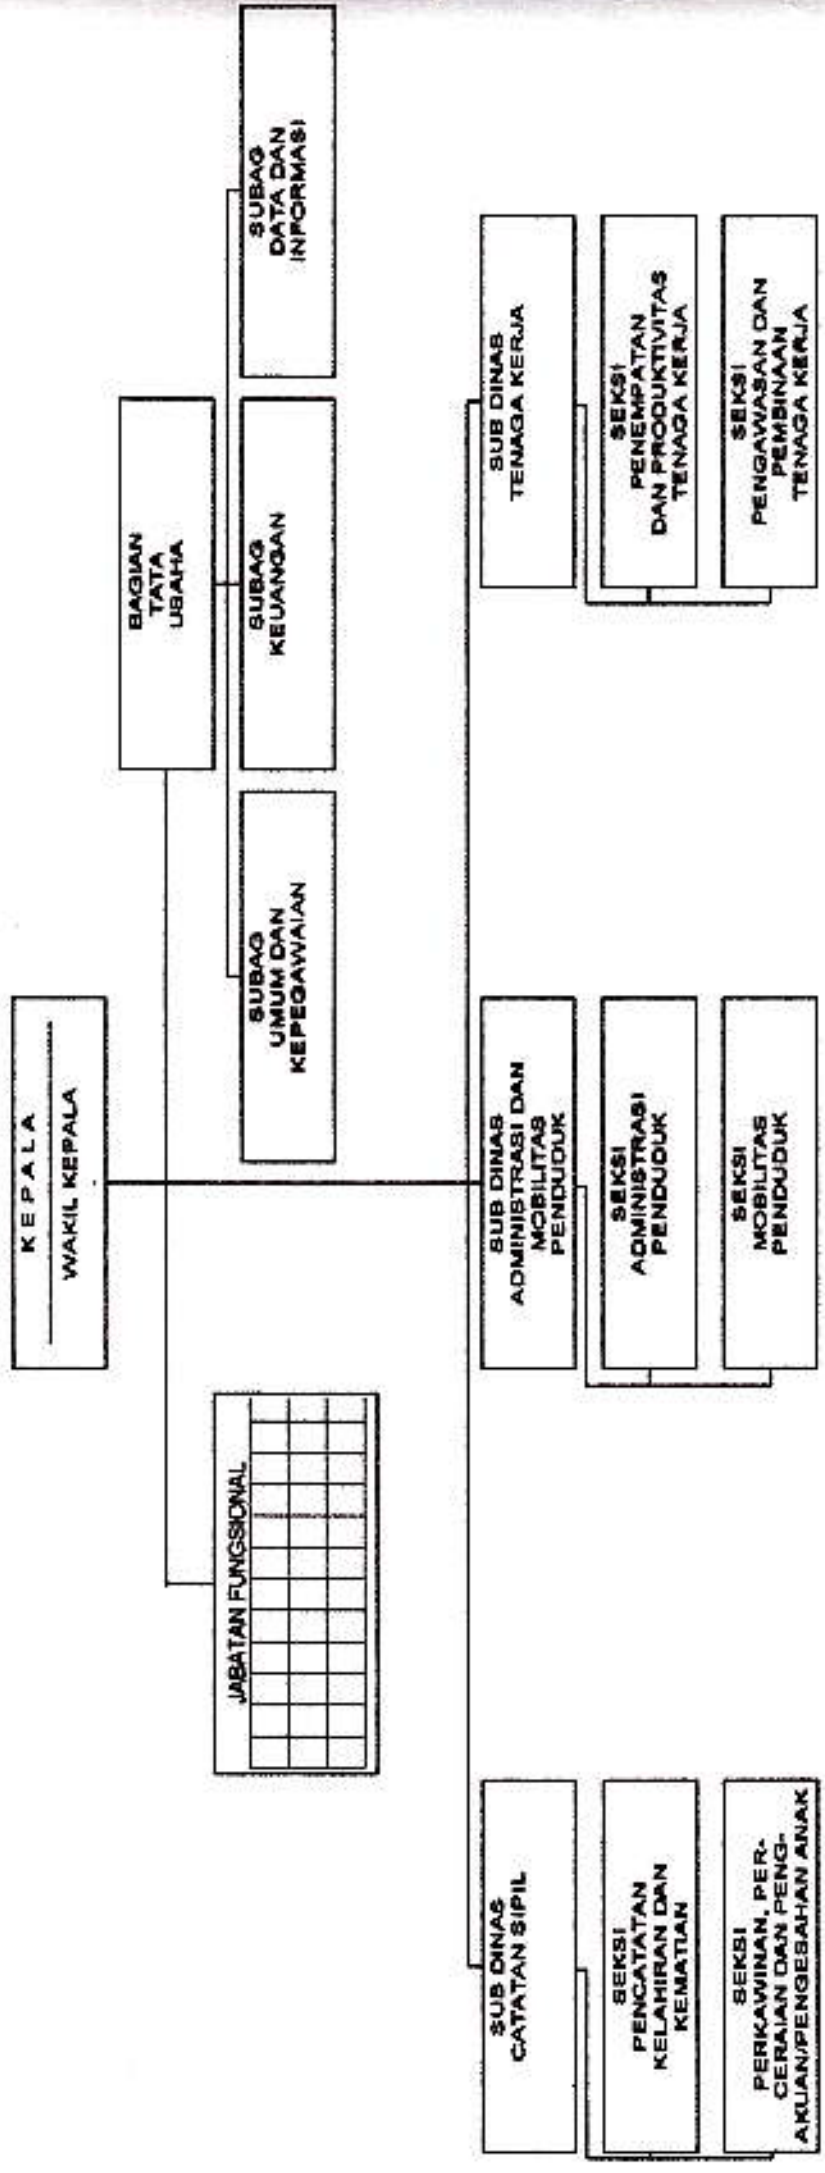 KEPALA
WAKIL KEPALA
BAGIAN
TATA
USAHA
JABATAN FUNGSIONAL
SUBAG
UMUM DAN
KEPEGAWAIAN
SUBAG
KEUANGAN
SUBAG
DATA DAN
INFORMASI
SUB DINAS
CATATAN SIPIL
SEKSI
PENCATATAN
KELAHIRAN DAN
KEMATIAN
SEKSI
PERKAWINAN, PER-
CERAIAN DAN PENG-
AKUAN/PENGESAHAN ANAK
SUB DINAS
ADMINISTRASI DAN
MOBILITAS
PENDUDUK
SEKSI
ADMINISTRASI
PENDUDUK
SEKSI
MOBILITAS
PENDUDUK
SUB DINAS
TENAGA KERJA
SEKSI
PENEMPATAN
DAN PRODUKTIVITAS
TENAGA KERJA
SEKSI
PENGAWASAN DAN
PEMBINAAN
TENAGA KERJA